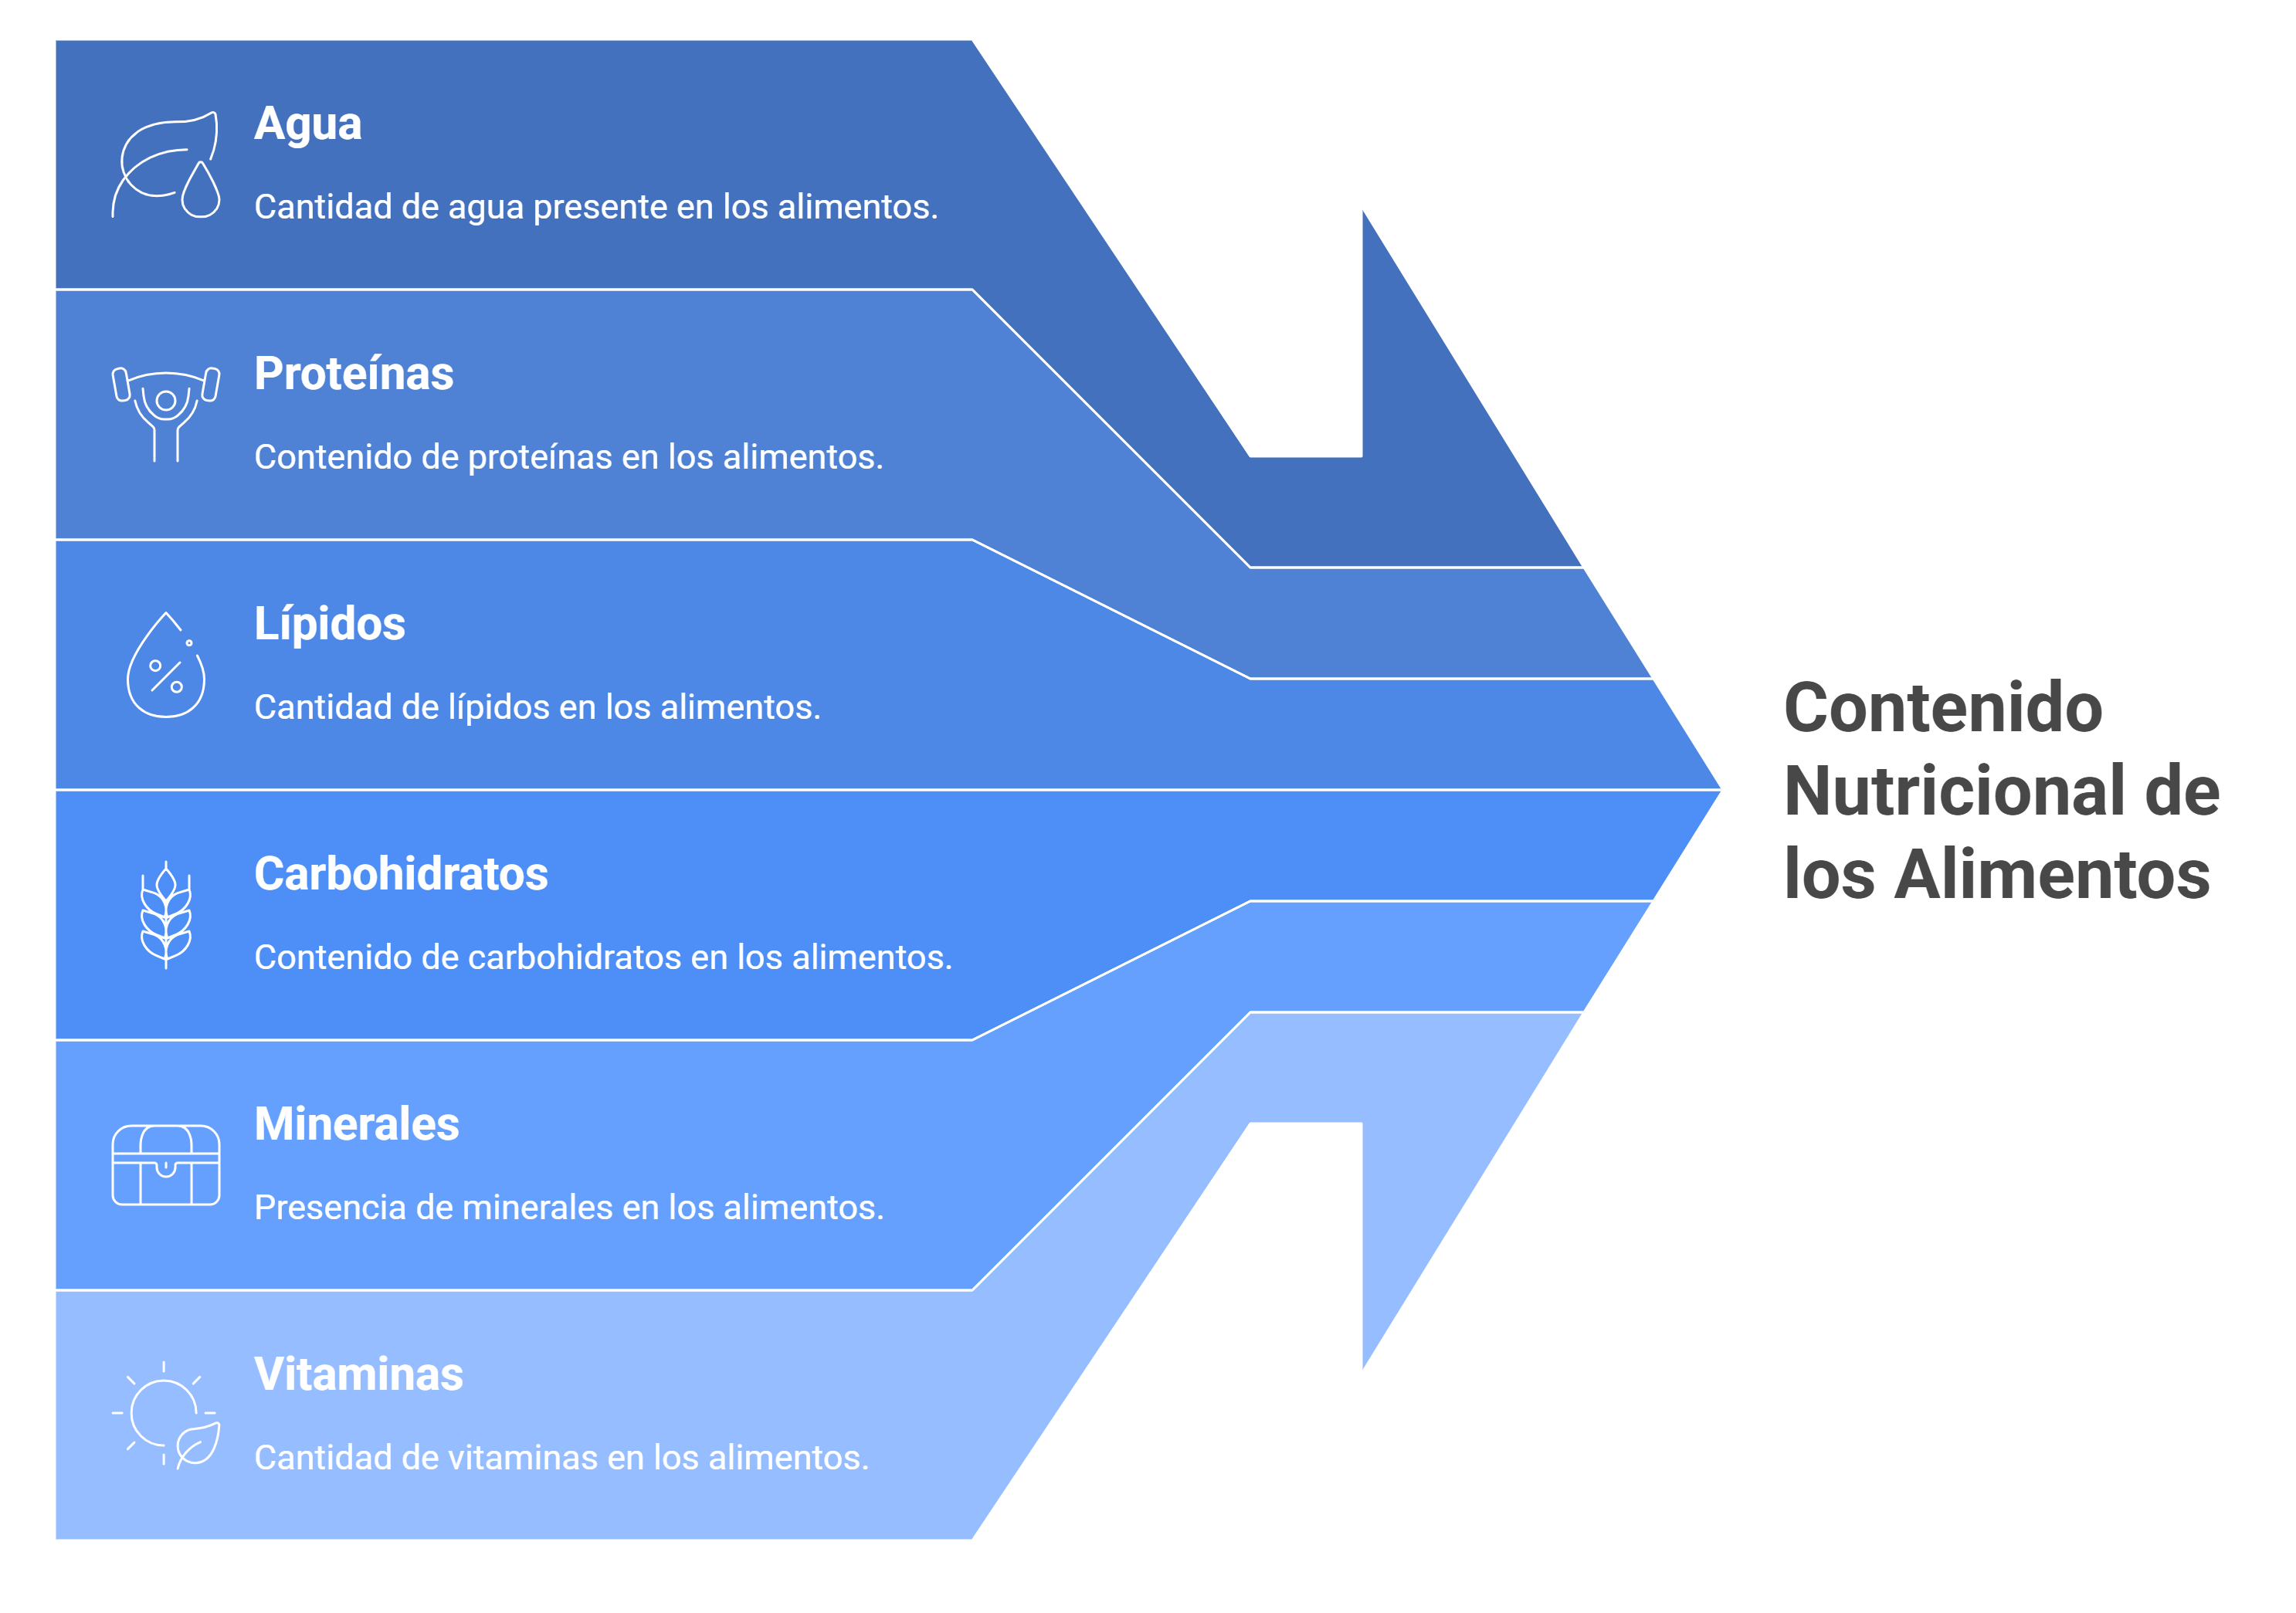 Agua
Cantidad de agua presente en los alimentos.
Proteínas
Contenido de proteínas en los alimentos.
Lípidos
Cantidad de lípidos en los alimentos.
Carbohidratos
Contenido de carbohidratos en los alimentos.
Minerales
Presencia de minerales en los alimentos.
Vitaminas
Cantidad de vitaminas en los alimentos.
Contenido
Nutricional de
los Alimentos